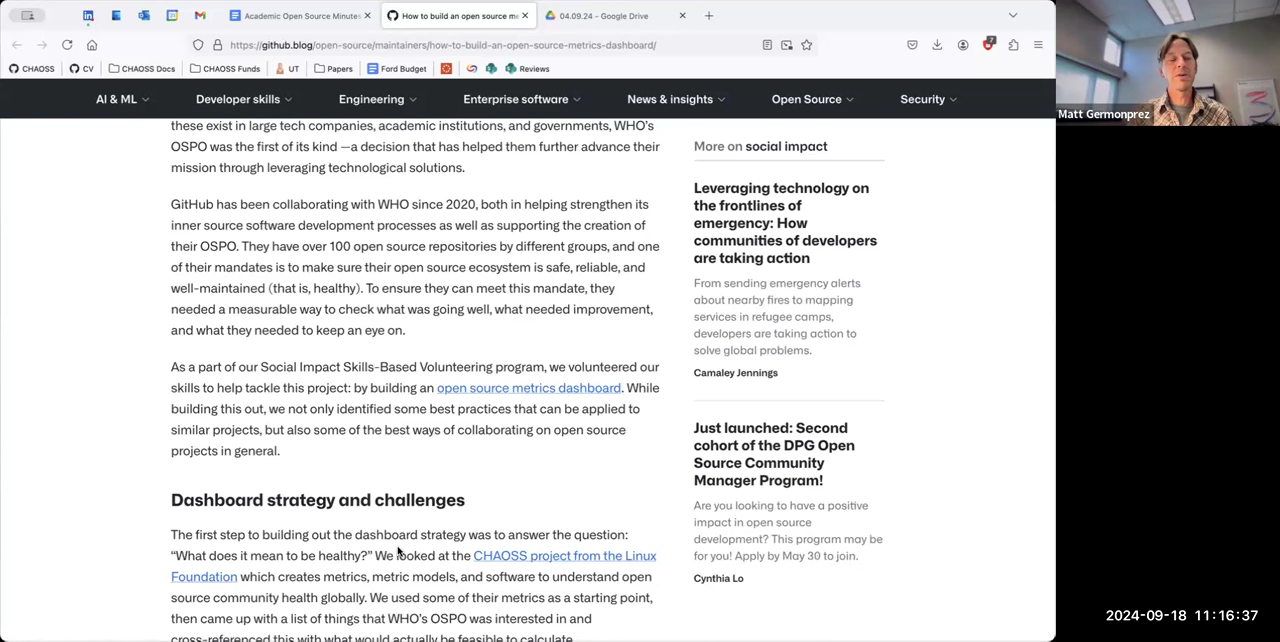 Academic Open Source Minutes
How to build an open source me
04.09.24 - Google Drive
https://github.blog/open-source/maintainers/how-to-build-an-open-source-metrics-dashboard/
7
CHAOSS
CV
CHAOSS Docs
CHAOSS Funds
UT
Papers
Ford Budget
Reviews
AI & ML
Developer skills
Engineering
Enterprise software
News & insights
Open Source
Security
these exist in large tech companies, academic institutions, and governments, WHO's
OSPO was the first of its kind —a decision that has helped them further advance their
mission through leveraging technological solutions.
GitHub has been collaborating with WHO since 2020, both in helping strengthen its
inner source software development processes as well as supporting the creation of
their OSPO. They have over 100 open source repositories by different groups, and one
of their mandates is to make sure their open source ecosystem is safe, reliable, and
well-maintained (that is, healthy). To ensure they can meet this mandate, they
needed a measurable way to check what was going well, what needed improvement,
and what they needed to keep an eye on.
As a part of our Social Impact Skills-Based Volunteering program, we volunteered our
skills to help tackle this project: by building an open source metrics dashboard. While
building this out, we not only identified some best practices that can be applied to
similar projects, but also some of the best ways of collaborating on open source
projects in general.
Dashboard strategy and challenges
The first step to building out the dashboard strategy was to answer the question:
“What does it mean to be healthy?” We looked at the CHAOSS project from the Linux
Foundation which creates metrics, metric models, and software to understand open
source community health globally. We used some of their metrics as a starting point,
then came up with a list of things that WHO's OSPO was interested in and
cross-referenced this with what would actually be feasible to calculate.
More on social impact
Leveraging technology on
the frontlines of
emergency: How
communities of developers
are taking action
From sending emergency alerts
about nearby fires to mapping
services in refugee camps,
developers are taking action to
solve global problems.
Camaley Jennings
Just launched: Second
cohort of the DPG Open
Source Community
Manager Program!
Are you looking to have a positive
impact in open source
development? This program may be
for you! Apply by May 30 to join.
Cynthia Lo
Matt Germonprez
2024-09-18 11:16:37